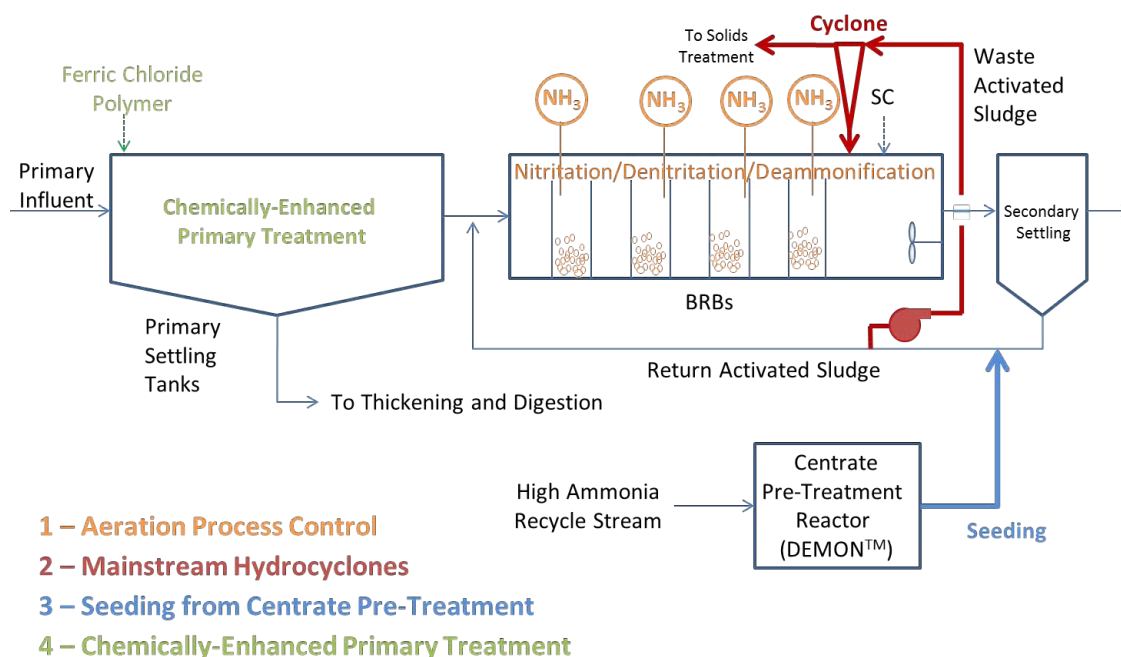 Cyclone
To Solids
Treatment
Waste
Activated
Sludge
Ferric Chloride
Polymer
NH3
NH3
NH3
NH3
SC
Primary
Influent
Chemically-Enhanced
Primary Treatment
Nitritation/Denitritation/Deammonification
Secondary
Settling
BRBs
Primary
Settling
Tanks
Return Activated Sludge
To Thickening and Digestion
High Ammonia
Recycle Stream
Centrate
Pre-Treatment
Reactor
(DEMON™)
Seeding
1 – Aeration Process Control
2 – Mainstream Hydrocyclones
3 – Seeding from Centrate Pre-Treatment
4 – Chemically-Enhanced Primary Treatment